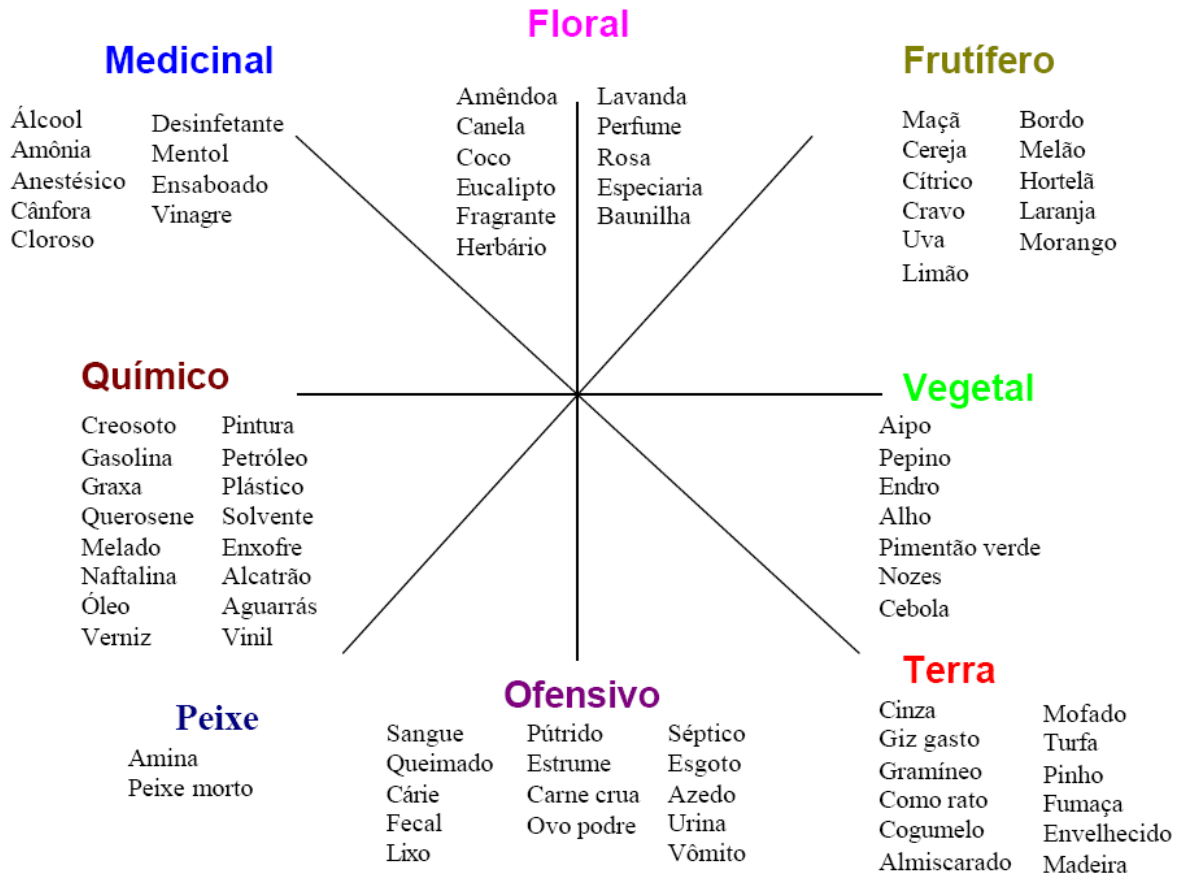 Floral
Amêndoa
Canela
Coco
Eucalipto
Fragrante
Herbário
Lavanda
Perfume
Rosa
Especiaria
Baunilha
Medicinal
Álcool
Amônia
Anestésico
Cânfora
Cloroso
Desinfetante
Mentol
Ensaboado
Vinagre
Frutífero
Maçã
Cereja
Cítrico
Cravo
Uva
Limão
Bordo
Melão
Hortelã
Laranja
Morango
Químico
Creosoto
Gasolina
Graxa
Querosene
Melado
Naftalina
Óleo
Verniz
Pintura
Petróleo
Plástico
Solvente
Enxofre
Alcatrão
Aguarrás
Vinil
Vegetal
Aipo
Pepino
Endro
Alho
Pimentão verde
Nozes
Cebola
Peixe
Amina
Peixe morto
Ofensivo
Sangue
Queimado
Cárie
Fecal
Lixo
Pútrido
Estrume
Carne crua
Ovo podre
Séptico
Esgoto
Azedo
Urina
Vômito
Terra
Cinza
Giz gasto
Gramíneo
Como rato
Cogumelo
Almiscarado
Mofado
Turfa
Pinho
Fumaça
Envelhecido
Madeira